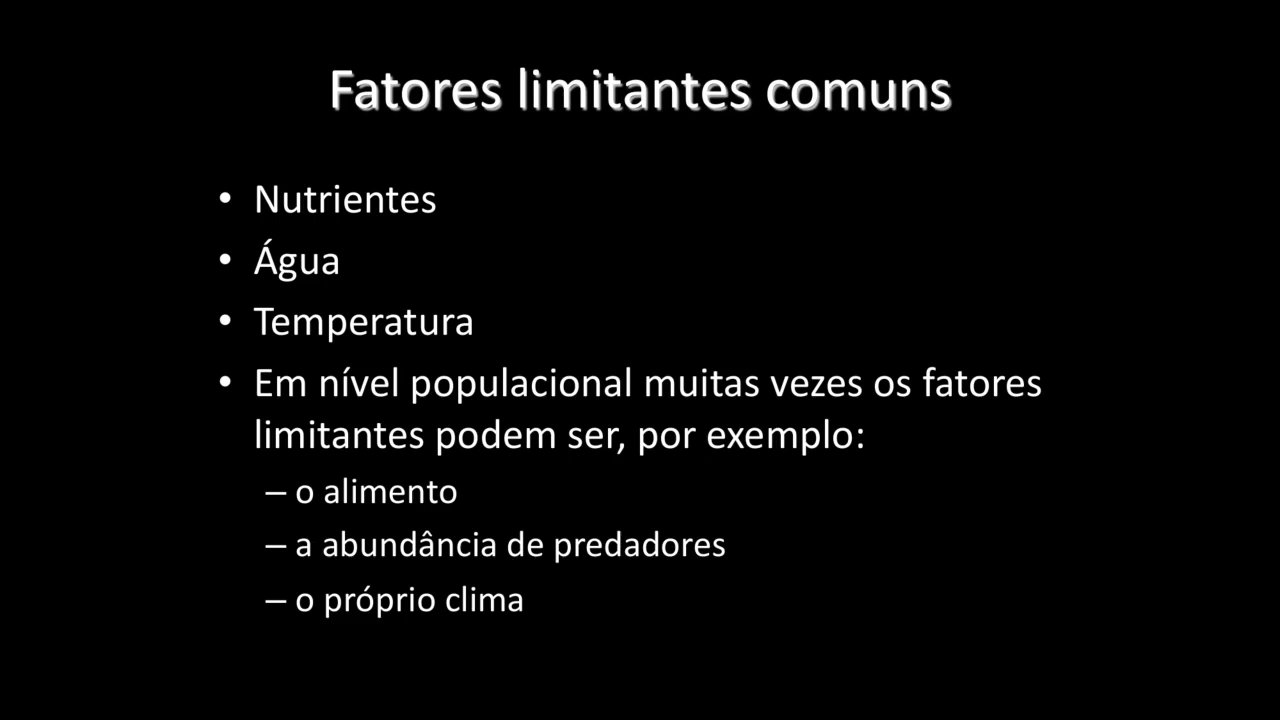 Fatores limitantes comuns
• Nutrientes
• Água
• Temperatura
• Em nível populacional muitas vezes os fatores
limitantes podem ser, por exemplo:
– o alimento
– a abundância de predadores
– o próprio clima